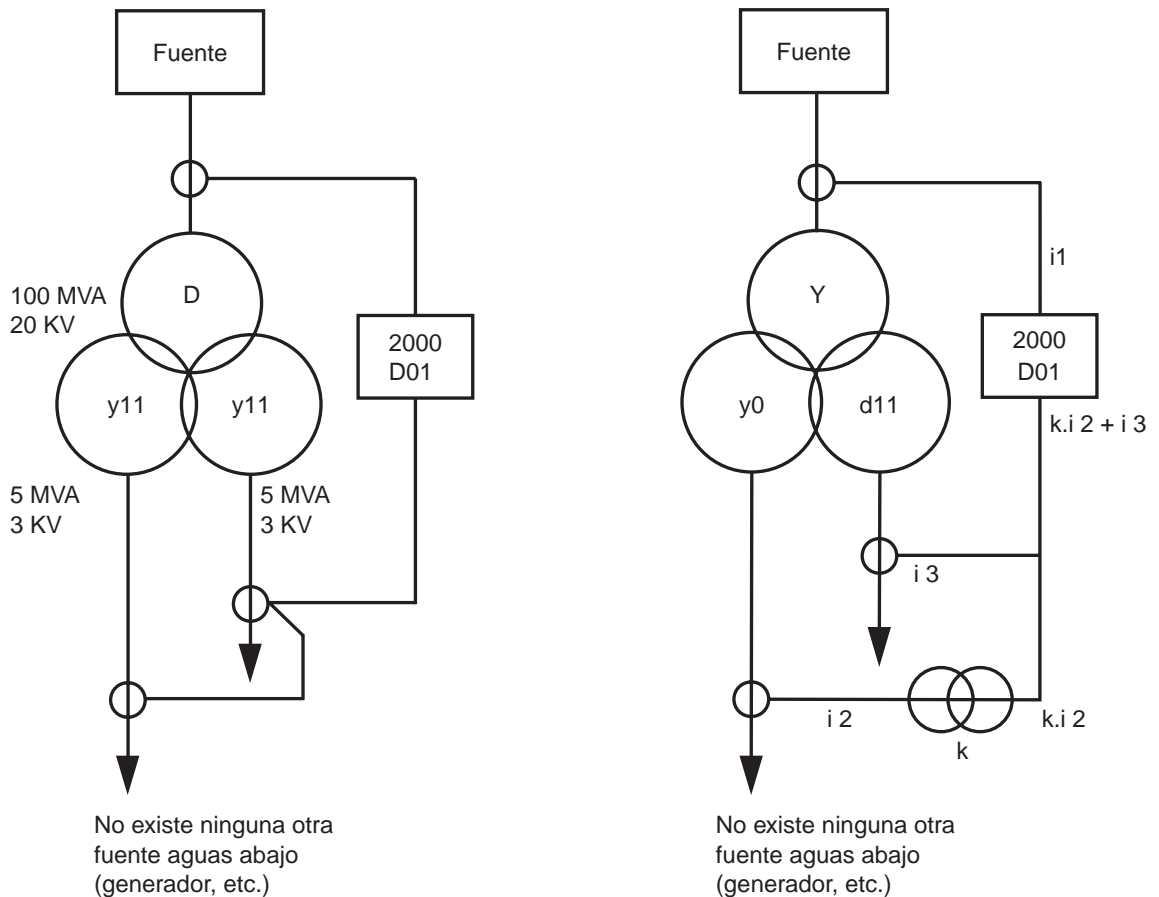 Fuente
D
100 MVA
20 KV
2000
D01
y11
y11
5 MVA
3 KV
5 MVA
3 KV
No existe ninguna otra
fuente aguas abajo
(generador, etc.)
Fuente
i1
Y
2000
D01
y0
d11
k.i 2 + i 3
i 3
i 2
k.i 2
k
No existe ninguna otra
fuente aguas abajo
(generador, etc.)